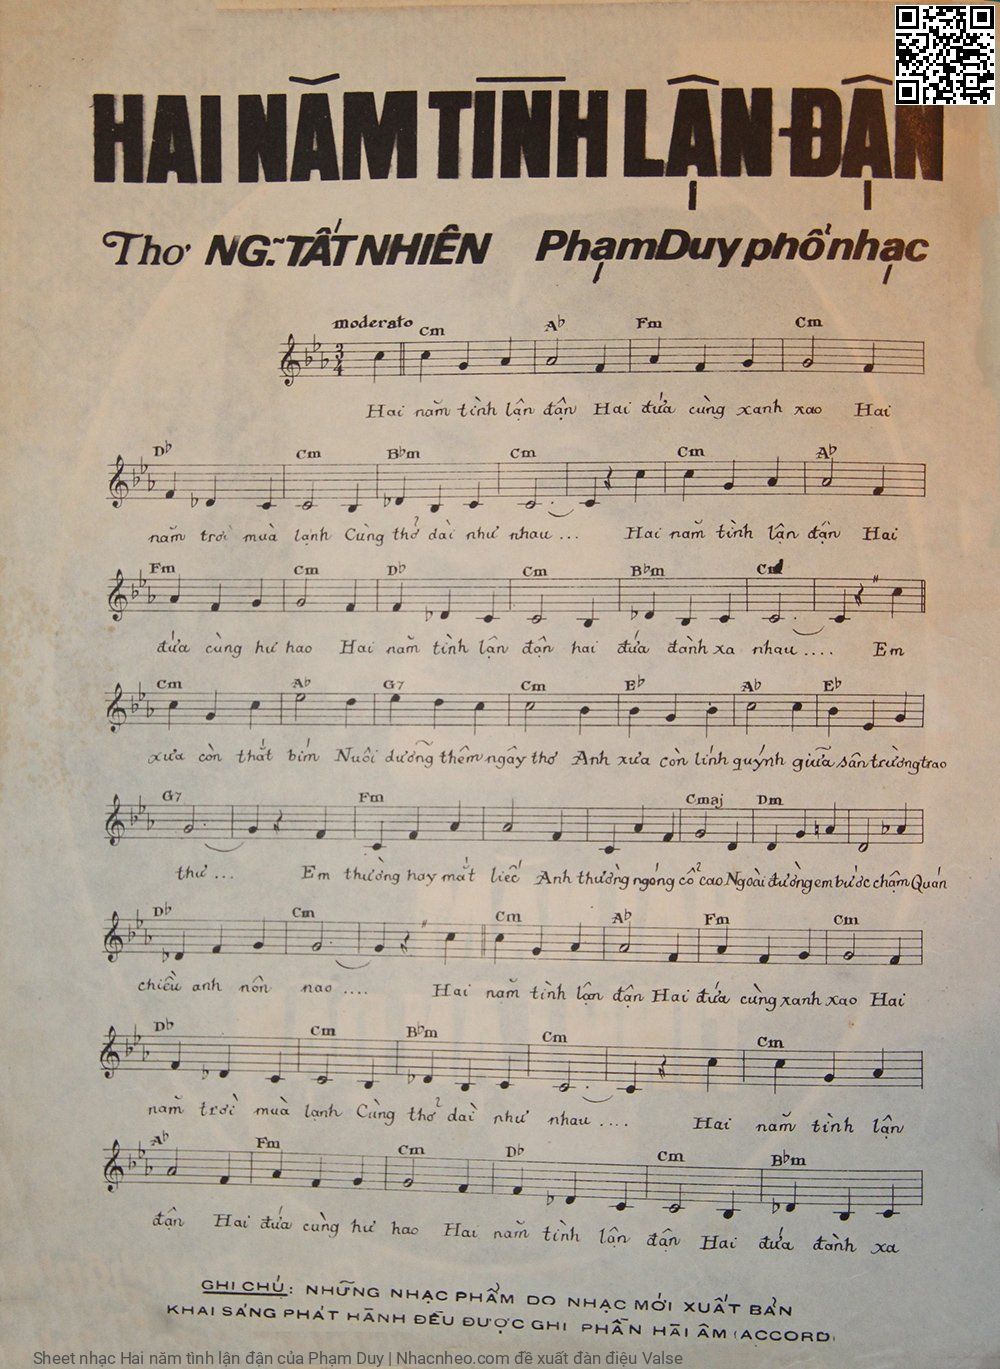 HAI NĂM TÌNH LẬN ĐẬN
Thơ NG.~TẤT NHIÊN Phạm Duy phổ nhạc
moderato Cm Ab Fm Cm
3/4
Hai năm tình lận đận Hai đứa cùng xanh xao Hai
Db Cm Bbm Cm Cm Ab
năm trời mùa lạnh Cùng thở dài như nhau ... Hai năm tình lận đận Hai
Fm Cm Db Cm Bbm Cm
đứa cùng hư hao Hai năm tình lận đận hai đứa đành xa nhau .... Em
Cm Ab G7 Cm Eb Ab Eb
xưa còn thắt bím Nuôi dưỡng thêm ngây thơ Anh xưa còn lính quýnh giữa sân trường trao
G7 Fm Cmaj Dm
thư ... Em thường hay mắt liếc Anh thường ngóng cổ cao Ngoài đường em bước chậm Quán
Db Cm Cm Ab Fm Cm
chiều anh nôn nao .... Hai năm tình lận đận Hai đứa cùng xanh xao Hai
Db Cm Bbm Cm Cm
năm trời mùa lạnh Cùng thở dài như nhau .... Hai năm tình lận
Ab Fm Cm Db Cm Bbm
đận Hai đứa cùng hư hao Hai năm tình lận đận Hai đứa đành xa
GHI CHÚ: NHỮNG NHẠC PHẨM DO NHẠC MỚI XUẤT BẢN
KHAI SÁNG PHÁT HÀNH ĐỀU ĐƯỢC GHI PHẦN HÀI ÂM (ACCORD)
Sheet nhạc Hai năm tình lận đận của Phạm Duy | Nhacnheo.com đề xuất đàn điệu Valse